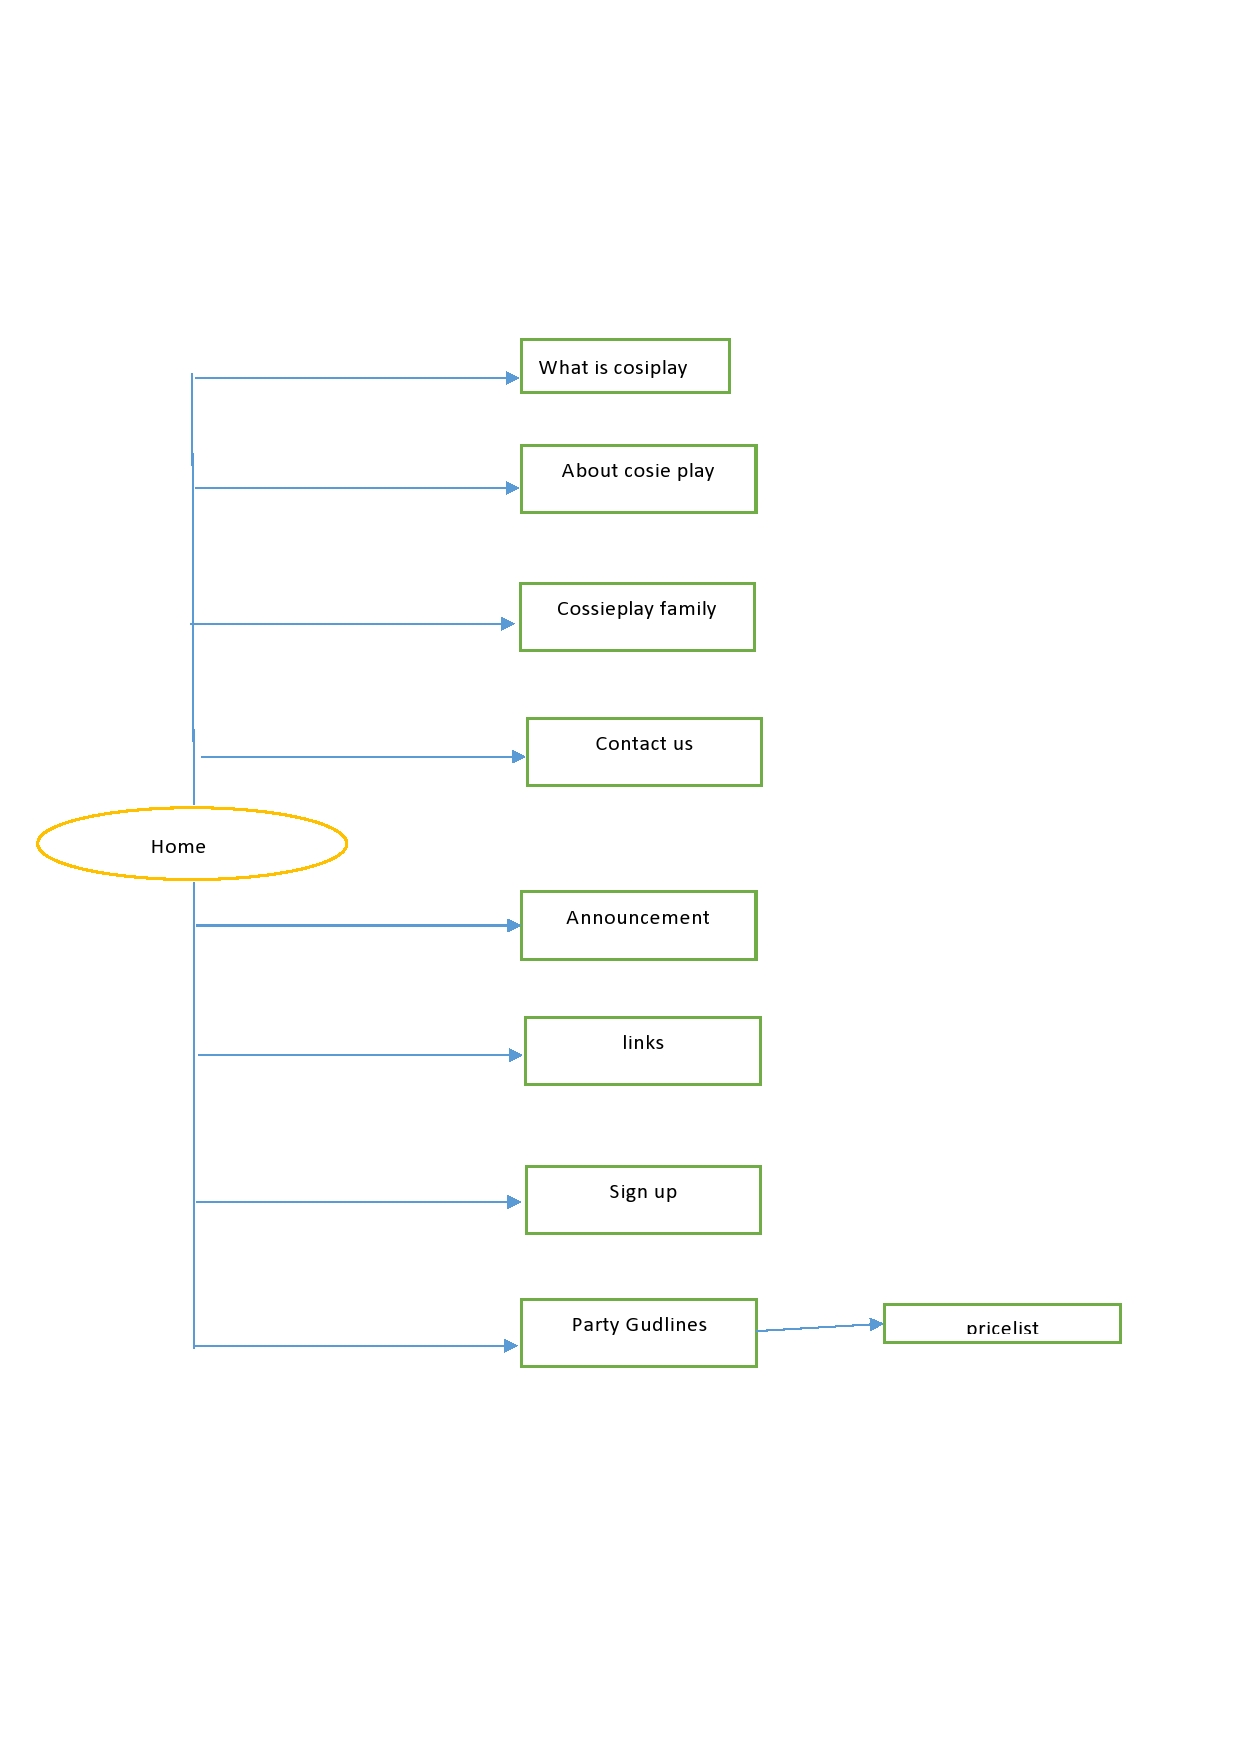 What is cosiplay
About cosie play
Cossieplay family
Contact us
Home
Announcement
links
Sign up
Party Gudlines
pricelist